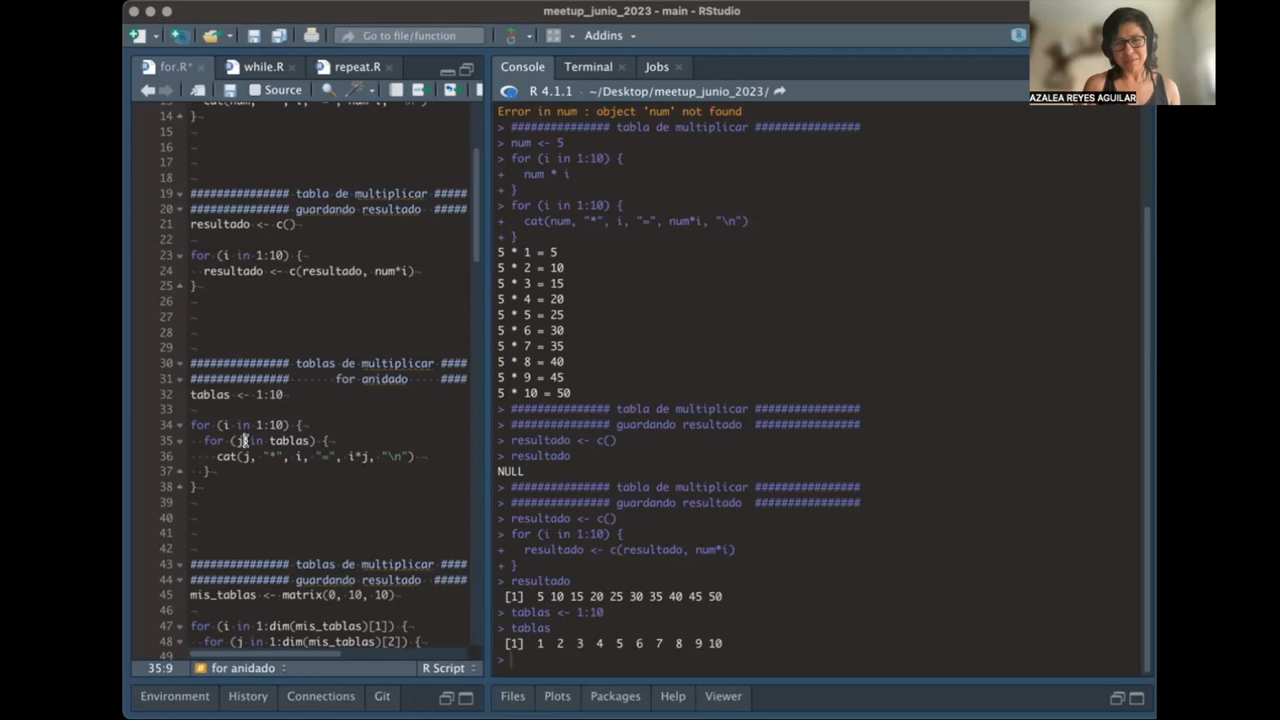 meetup_junio_2023 - main - RStudio
Go to file/function
Addins
for.R*
while.R
repeat.R
Source
14 }
15
16
17
18
19 ############### tabla de multiplicar #####
20 ############### guardando resultado #####
21 resultado <- c()
22
23 for (i in 1:10) {
24 resultado <- c(resultado, num*i)
25 }
26
27
28
29
30 ############### tablas de multiplicar ####
31 ############### for anidado ####
32 tablas <- 1:10
33
34 for (i in 1:10) {
35 for (j in tablas) {
36 cat(j, "*", i, "=", i*j, "\n")
37 }
38 }
39
40
41
42
43 ############### tablas de multiplicar ####
44 ############### guardando resultado #####
45 mis_tablas <- matrix(0, 10, 10)
46
47 for (i in 1:dim(mis_tablas)[1]) {
48 for (j in 1:dim(mis_tablas)[2]) {
49
35:9 # for anidado R Script
Environment History Connections Git
Console Terminal Jobs
R 4.1.1 · ~/Desktop/meetup_junio_2023/
Error in num : object 'num' not found
> ############### tabla de multiplicar ################
> num <- 5
> for (i in 1:10) {
+ num * i
+ }
> for (i in 1:10) {
+ cat(num, "*", i, "=", num*i, "\n")
+ }
5 * 1 = 5
5 * 2 = 10
5 * 3 = 15
5 * 4 = 20
5 * 5 = 25
5 * 6 = 30
5 * 7 = 35
5 * 8 = 40
5 * 9 = 45
5 * 10 = 50
> ############### tabla de multiplicar ################
> ############### guardando resultado ################
> resultado <- c()
> resultado
NULL
> ############### tabla de multiplicar ################
> ############### guardando resultado ################
> resultado <- c()
> for (i in 1:10) {
+ resultado <- c(resultado, num*i)
+ }
> resultado
[1] 5 10 15 20 25 30 35 40 45 50
> tablas <- 1:10
> tablas
[1] 1 2 3 4 5 6 7 8 9 10
>
Files Plots Packages Help Viewer
AZALEA REYES AGUILAR